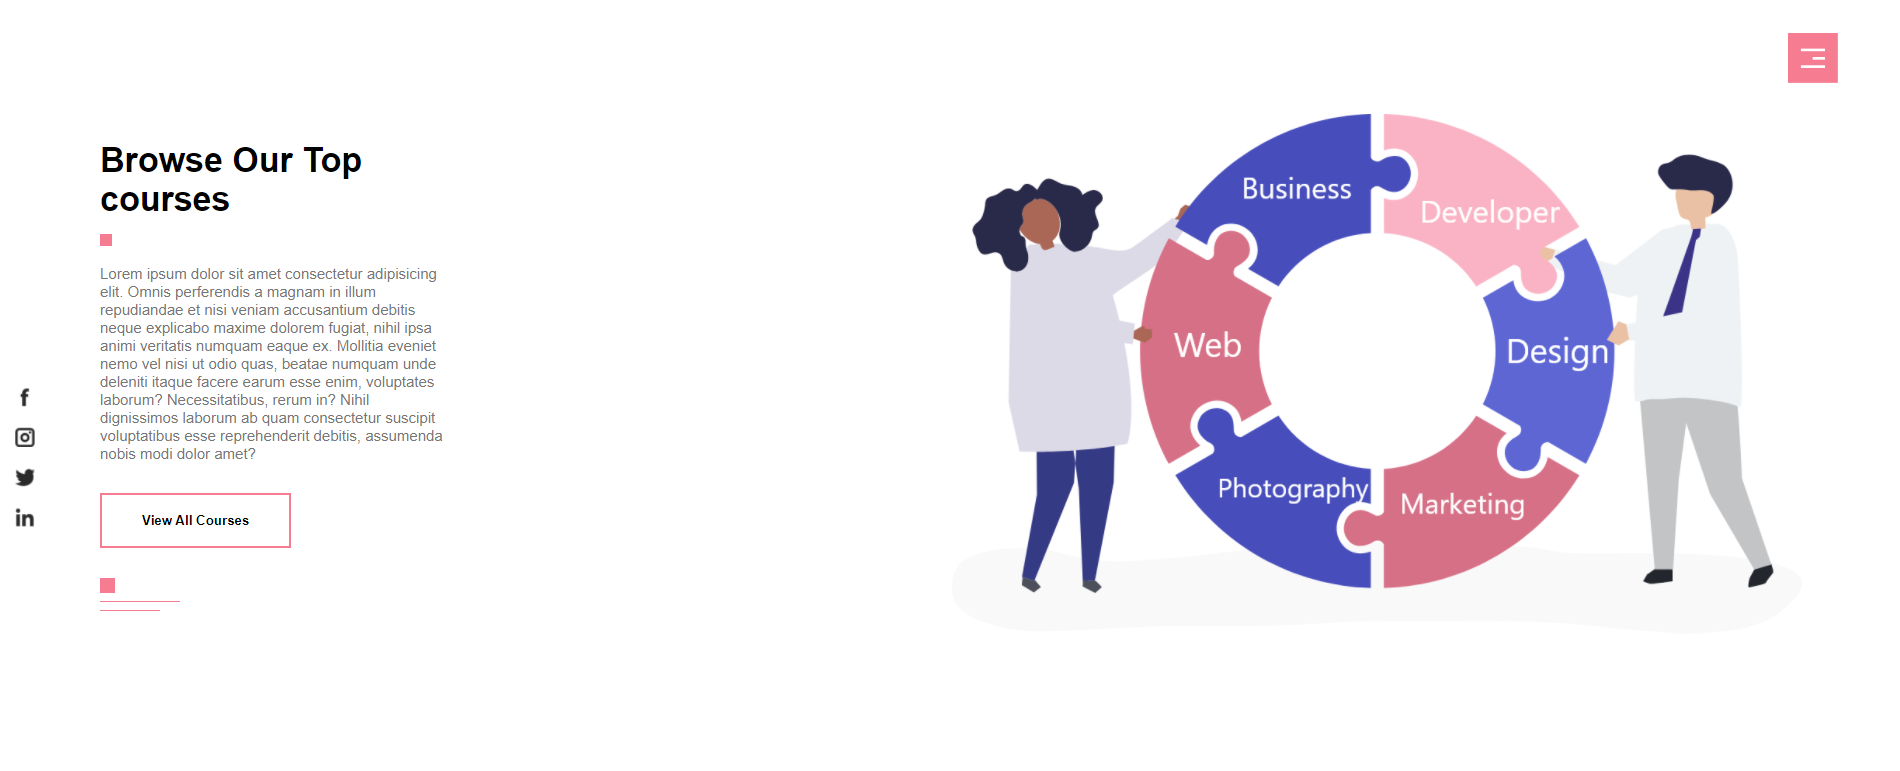 Browse Our Top
courses
Lorem ipsum dolor sit amet consectetur adipisicing
elit. Omnis perferendis a magnam in illum
repudiandae et nisi veniam accusantium debitis
neque explicabo maxime dolorem fugiat, nihil ipsa
animi veritatis numquam eaque ex. Mollitia eveniet
nemo vel nisi ut odio quas, beatae numquam unde
deleniti itaque facere earum esse enim, voluptates
laborum? Necessitatibus, rerum in? Nihil
dignissimos laborum ab quam consectetur suscipit
voluptatibus esse reprehenderit debitis, assumenda
nobis modi dolor amet?
View All Courses
Business
Developer
Web
Design
Photography
Marketing